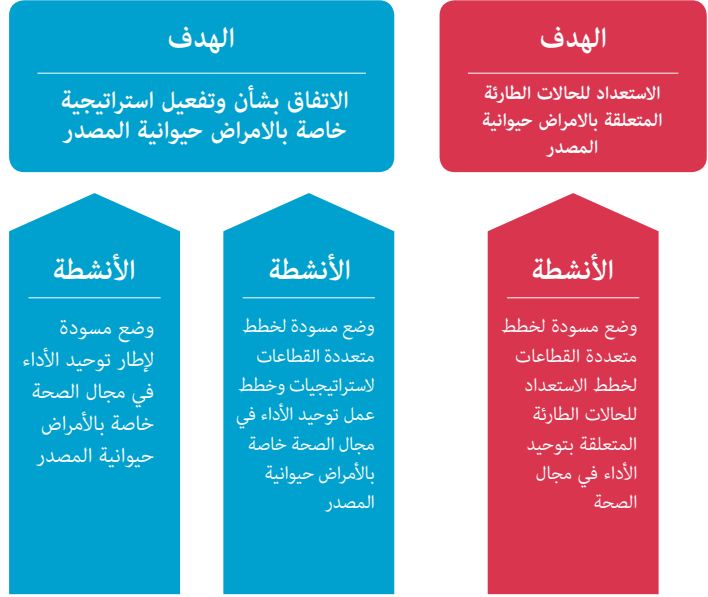 الهدف
الاستعداد للحالات الطارئة
المتعلقة بالامراض حيوانية
المصدر
الأنشطة
وضع مسودة لخطط
متعددة القطاعات
لخطط الاستعداد
للحالات الطارئة
المتعلقة بتوحيد
الأداء في مجال
الصحة
الهدف
الاتفاق بشأن وتفعيل استراتيجية
خاصة بالامراض حيوانية المصدر
الأنشطة
وضع مسودة لخطط
متعددة القطاعات
لاستراتيجيات وخطط
عمل توحيد الأداء في
مجال الصحة خاصة
بالأمراض حيوانية
المصدر
الأنشطة
وضع مسودة
لإطار توحيد الأداء
في مجال الصحة
خاصة بالأمراض
حيوانية المصدر